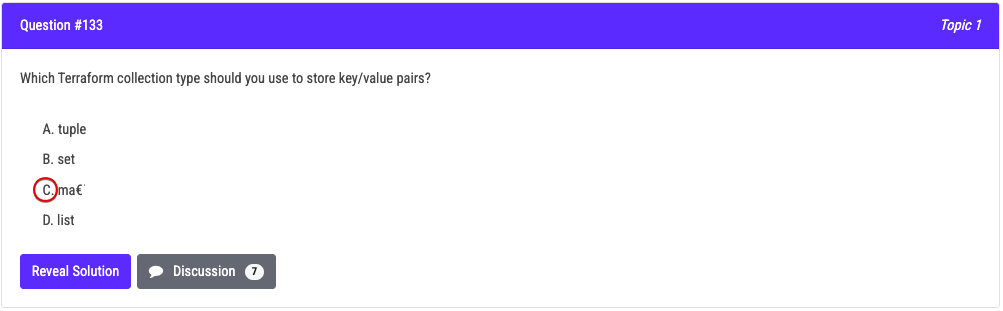 Question #133
Topic 1
Which Terraform collection type should you use to store key/value pairs?
A. tuple
B. set
C. ma€˙
D. list
Reveal Solution
Discussion 7